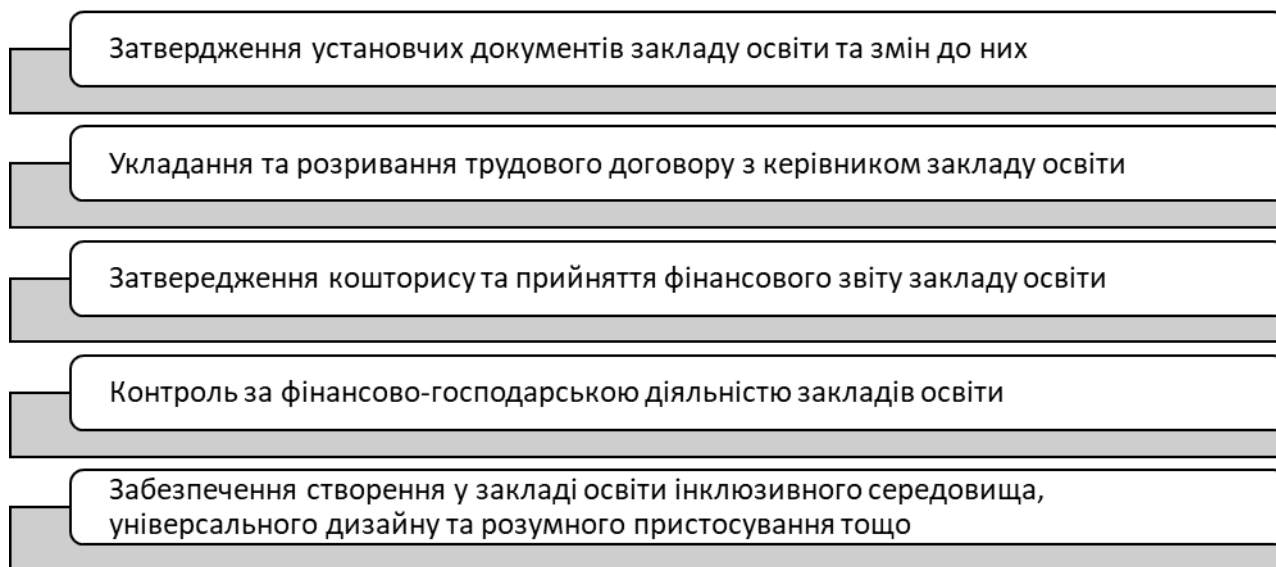 Затвердження установчих документів закладу освіти та змін до них
Укладання та розривання трудового договору з керівником закладу освіти
Затвередження кошторису та прийняття фінансового звіту закладу освіти
Контроль за фінансово-господарською діяльністю закладів освіти
Забезпечення створення у закладі освіти інклюзивного середовища,
універсального дизайну та розумного пристосування тощо